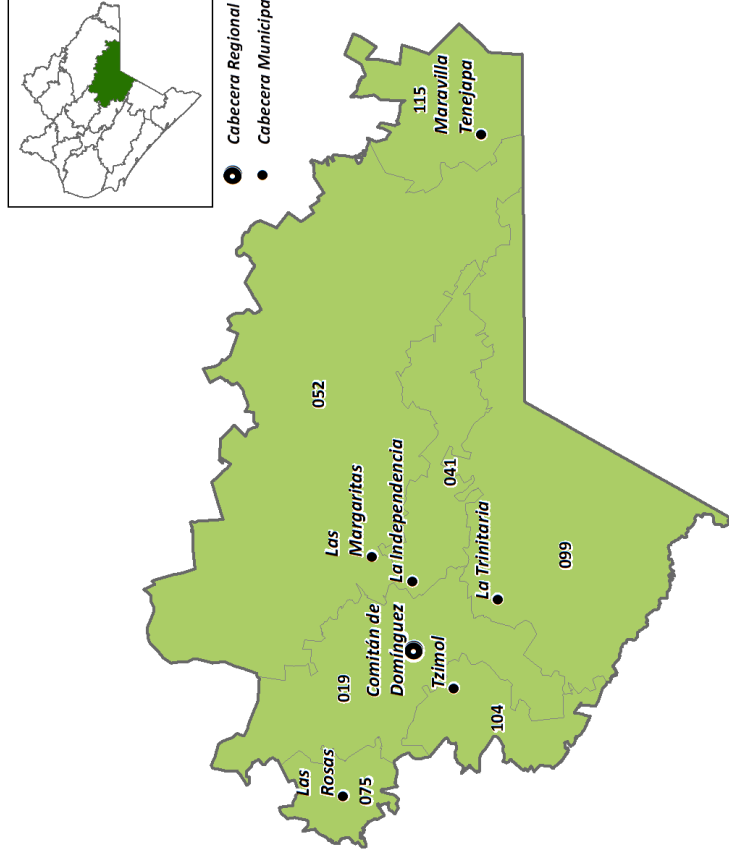 Cabecera Regional
Cabecera Municipa
115
Maravilla
Tenejapa
052
Las
Margaritas
La Independencia
041
La Trinitaria
099
019
Comitán de
Domínguez
Tzimol
104
Las
Rosas
075